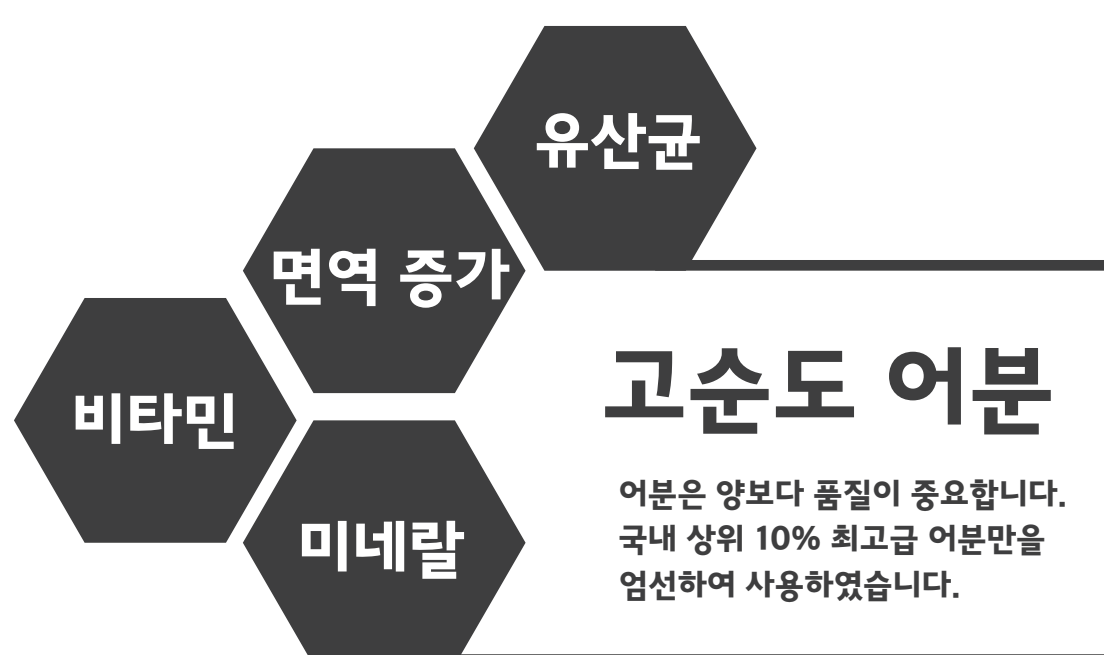 유산균
면역 증가
비타민
미네랄
고순도 어분
어분은 양보다 품질이 중요합니다.
국내 상위 10% 최고급 어분만을
엄선하여 사용하였습니다.